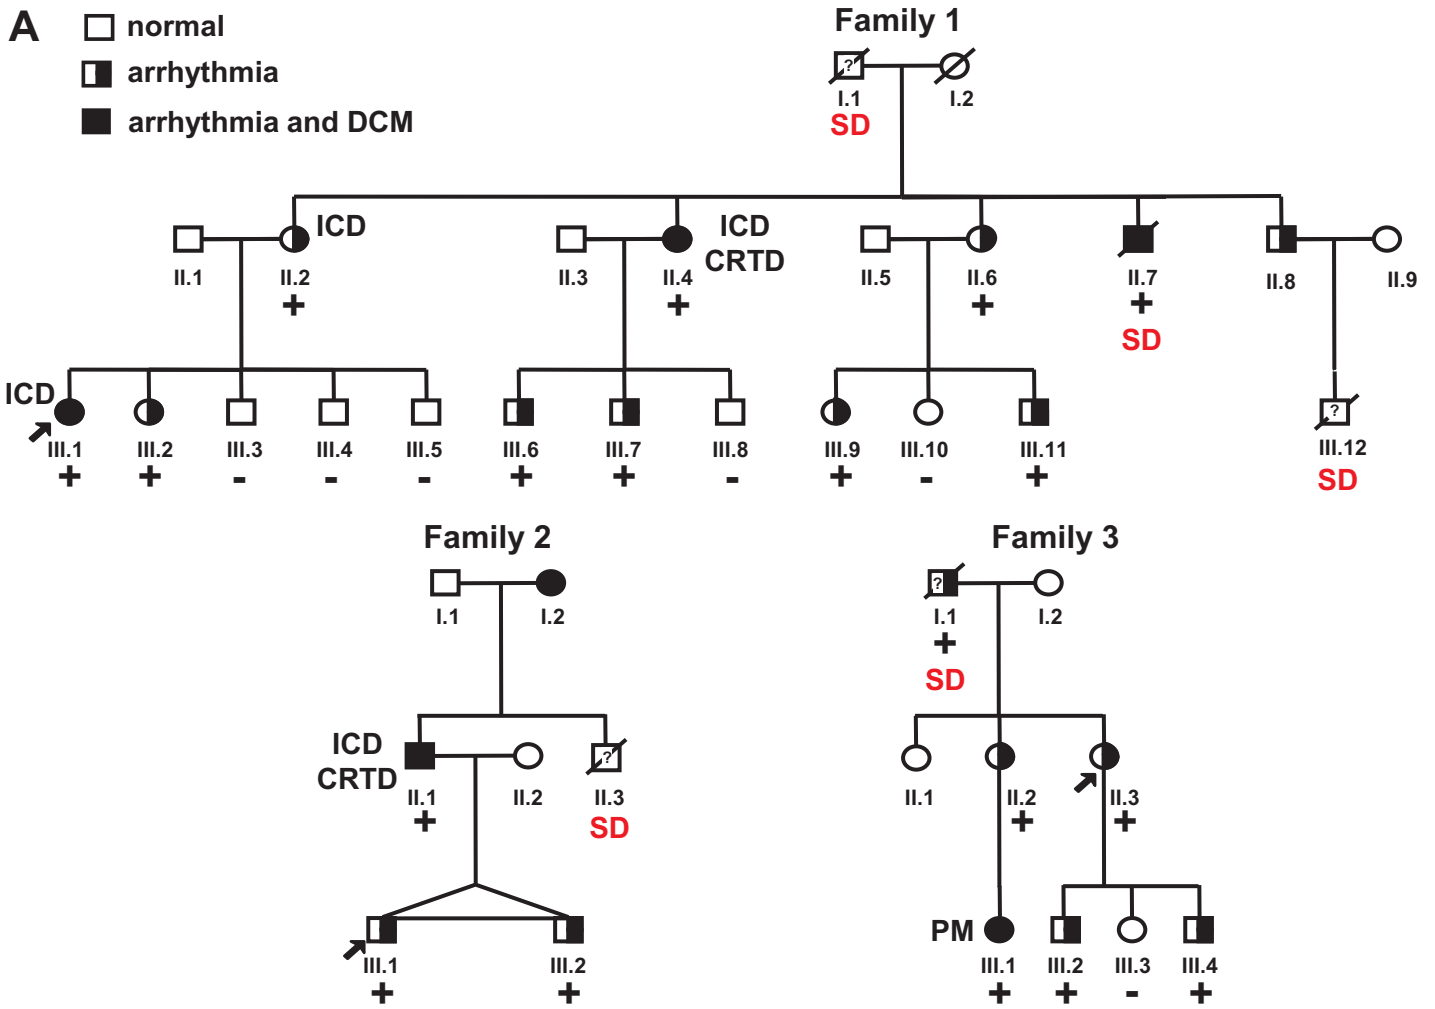 A
normal
arrhythmia
arrhythmia and DCM
Family 1
? 
I.1 I.2
SD
ICD ICD
CRTD
II.1 II.2 II.3 II.4 II.5 II.6 II.7 II.8 II.9
+ + + +
SD
ICD ?
III.1 III.2 III.3 III.4 III.5 III.6 III.7 III.8 III.9 III.10 III.11 III.12
+ + - - - + + - + - +
SD
Family 2
I.1 I.2
ICD
CRTD
?
II.1 II.2 II.3
+
SD
III.1 III.2
+ +
Family 3
?
I.1 I.2
+
SD
II.1 II.2 II.3
+ +
PM
III.1 III.2 III.3 III.4
+ + - +